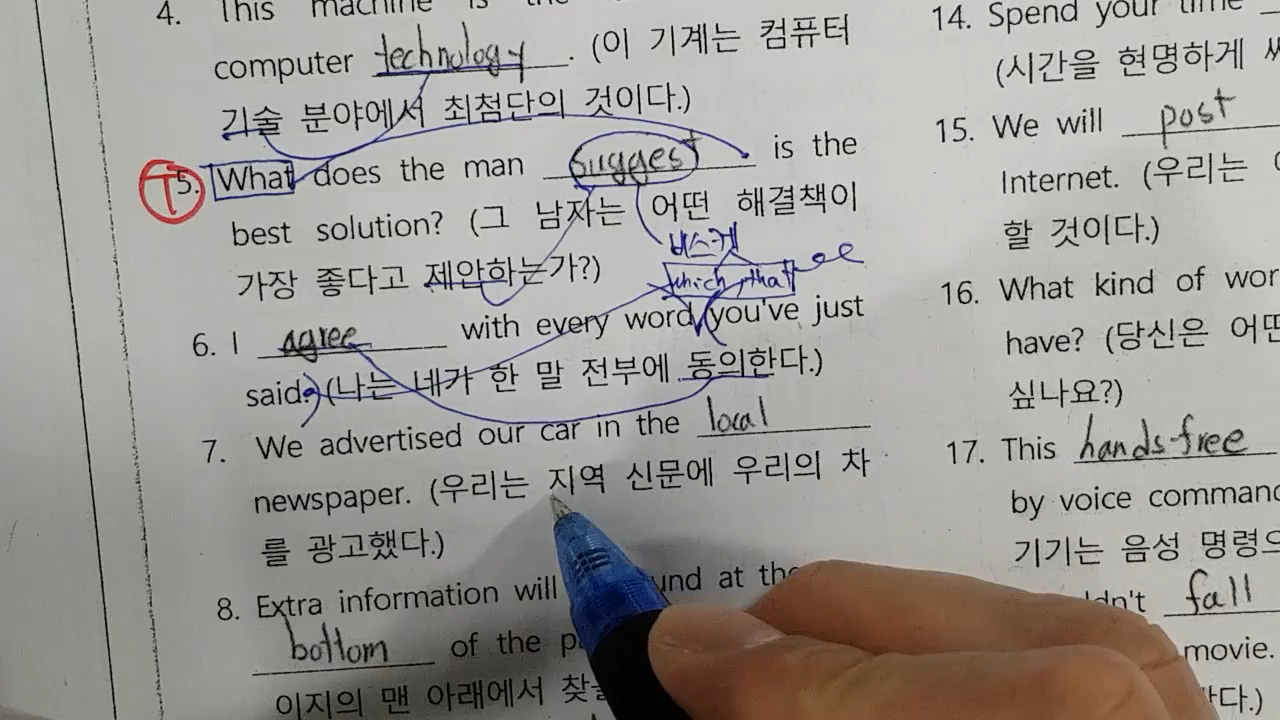 4. This machine is the
computer technology. (이 기계는 컴퓨터
기술 분야에서 최첨단의 것이다.)
T 5. What does the man suggest is the
best solution? (그 남자는 어떤 해결책이
비스게
가장 좋다고 제안하는가?)
which, that
6. I agree with every word you've just
said. (나는 네가 한 말 전부에 동의한다.)
7. We advertised our car in the local
newspaper. (우리는 지역 신문에 우리의 차
를 광고했다.)
8. Extra information will at the
bottom of the
이지의 맨 아래에서
14. Spend your time
(시간을 현명하게
15. We will post
Internet. (우리는
할 것이다.)
16. What kind of
have? (당신은
싶나요?)
17. This hands-free
by voice
기기는 음성
fall
movie.